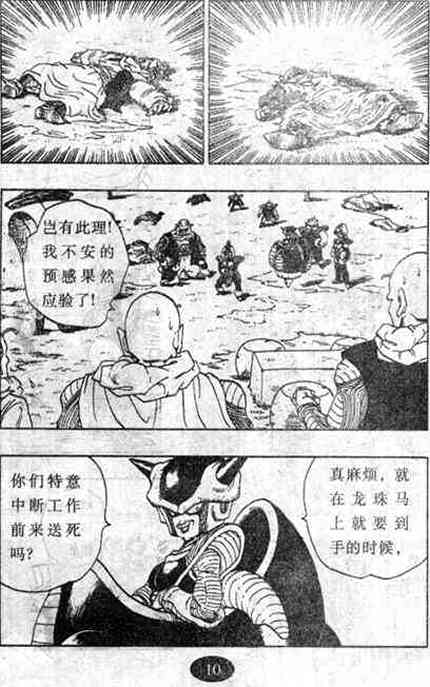 岂有此理!
我不安的
预感果然
应验了!
真麻烦，就
在龙珠马
上就要到
手的时候，
你们特意
中断工作
前来送死
吗?
10